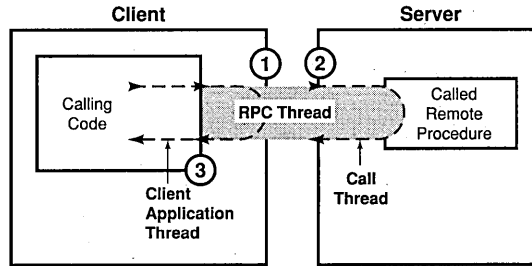 Client
Server
1
2
Calling
Code
RPC Thread
Called
Remote
Procedure
3
Client
Application
Thread
Call
Thread